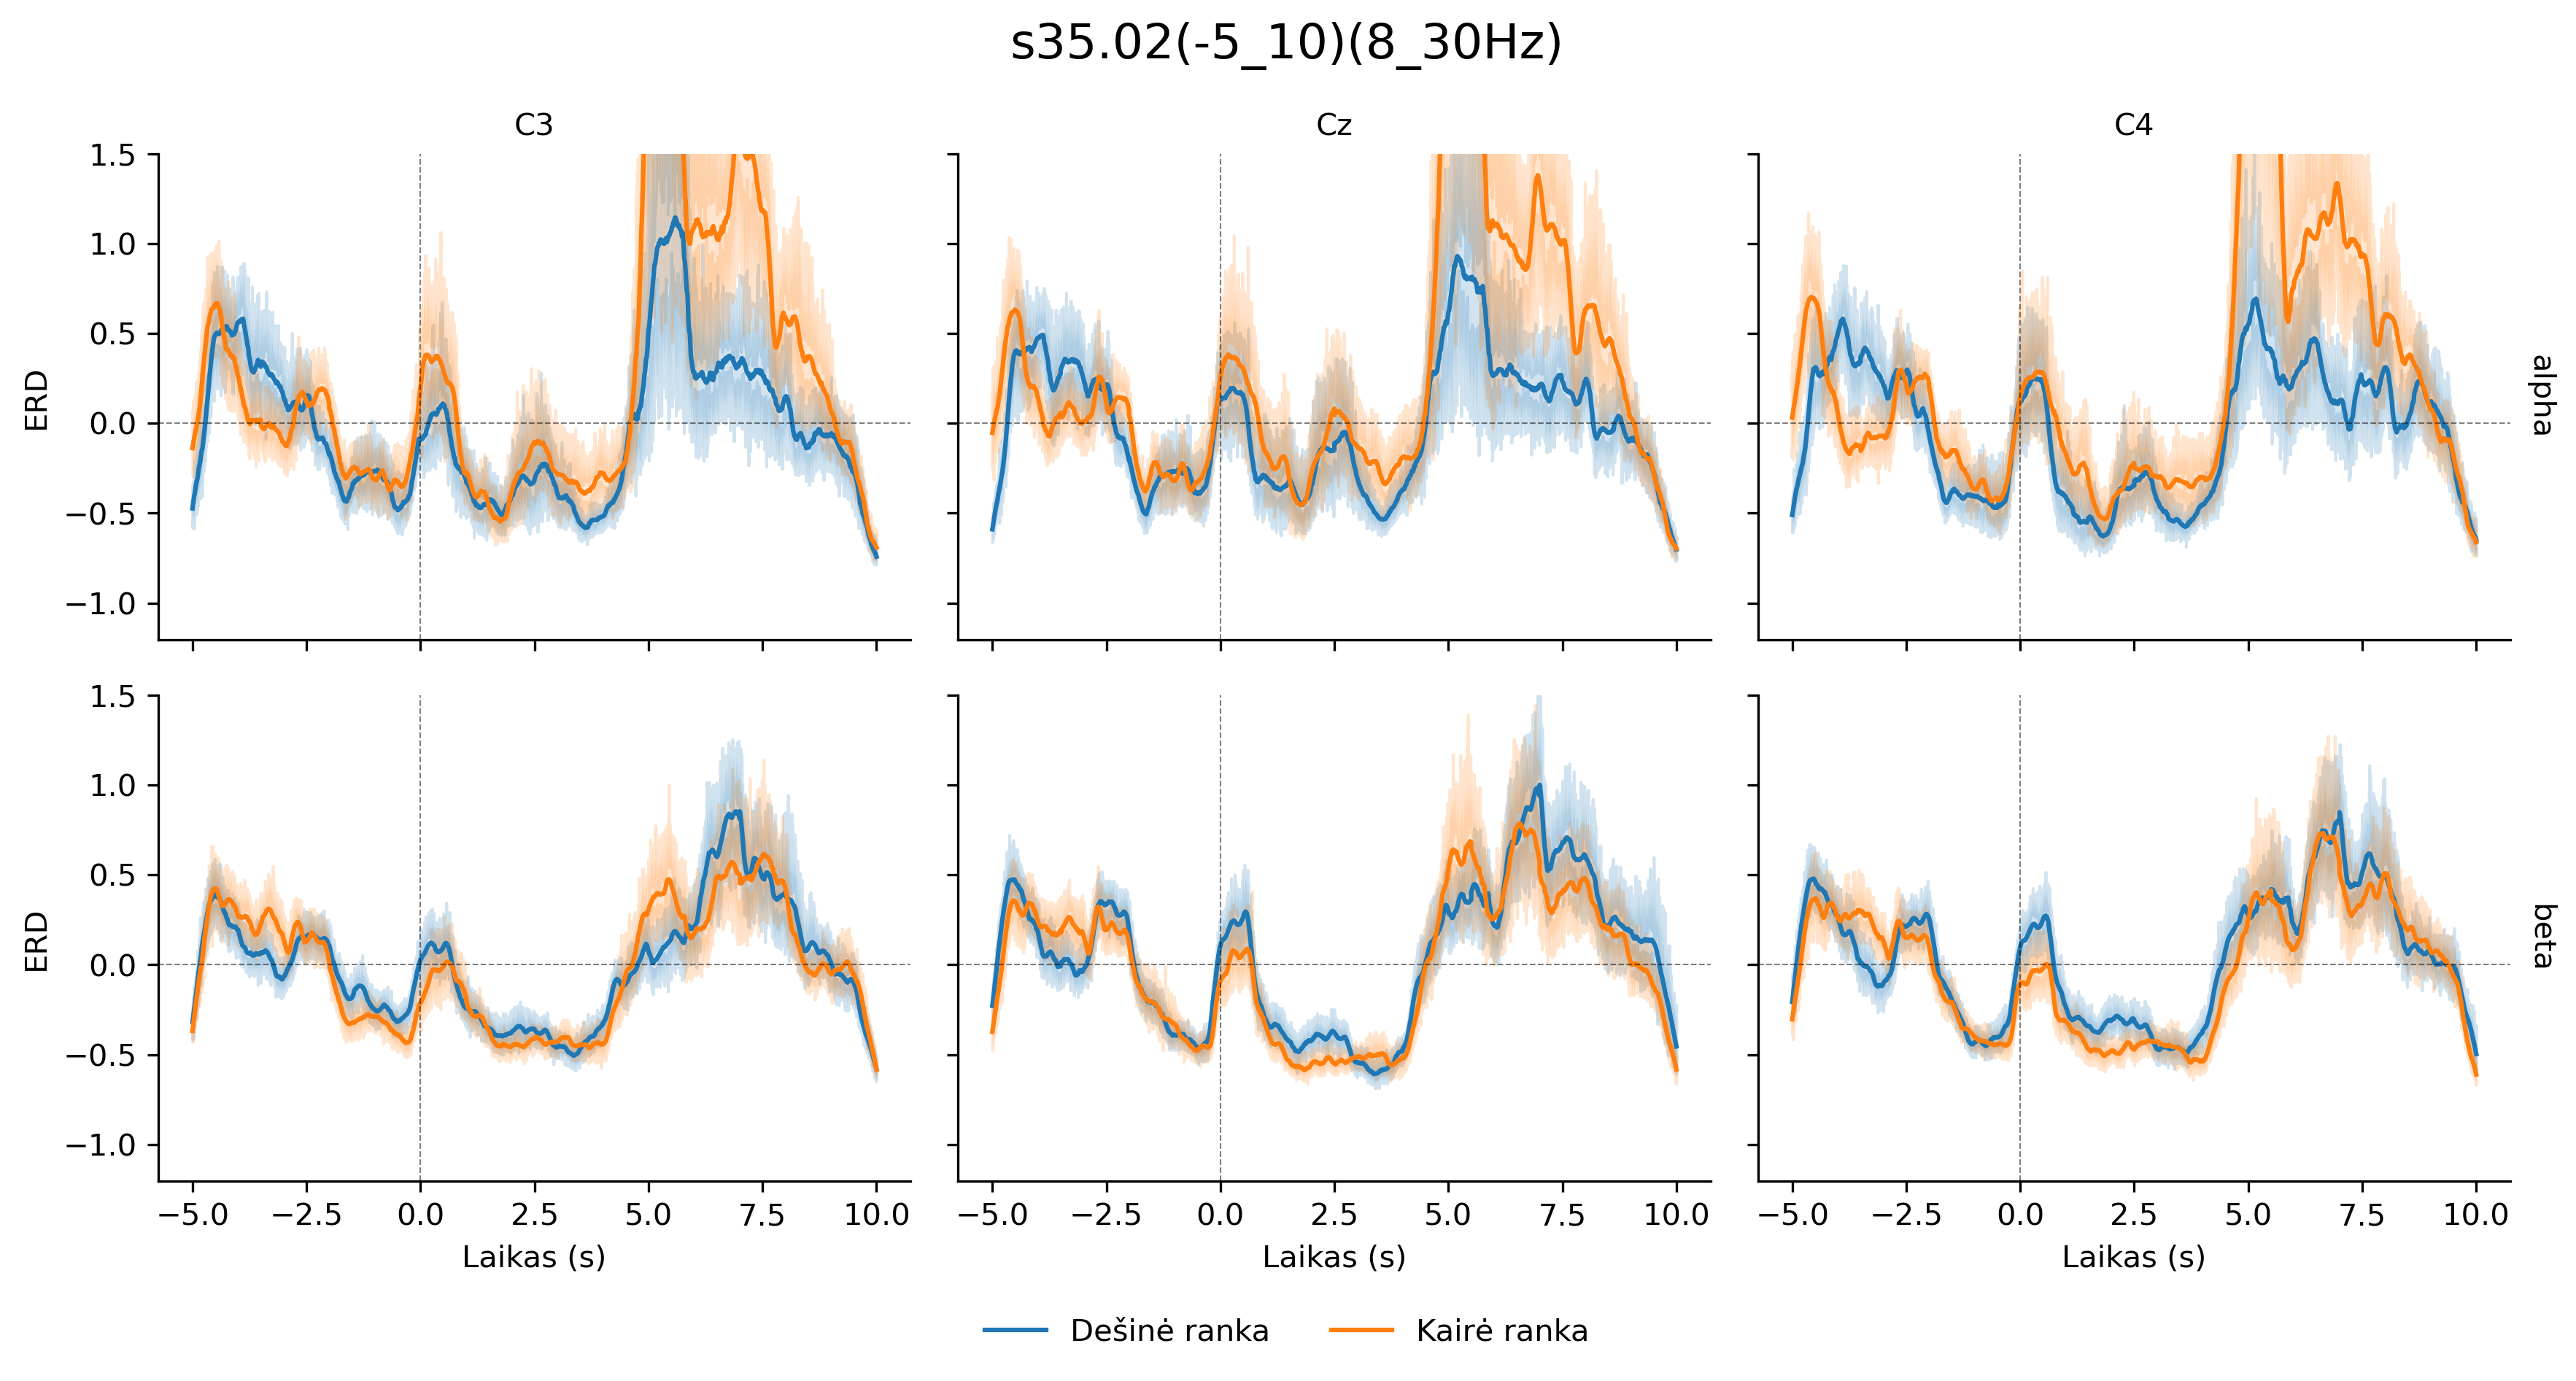 s35.02(-5_10)(8_30Hz)
C3 Cz C4
1.5
1.0
0.5
0.0
−0.5
−1.0
ERD
alpha
1.5
1.0
0.5
0.0
−0.5
−1.0
ERD
beta
−5.0 −2.5 0.0 2.5 5.0 7.5 10.0 −5.0 −2.5 0.0 2.5 5.0 7.5 10.0 −5.0 −2.5 0.0 2.5 5.0 7.5 10.0
Laikas (s) Laikas (s) Laikas (s)
Dešinė ranka Kairė ranka